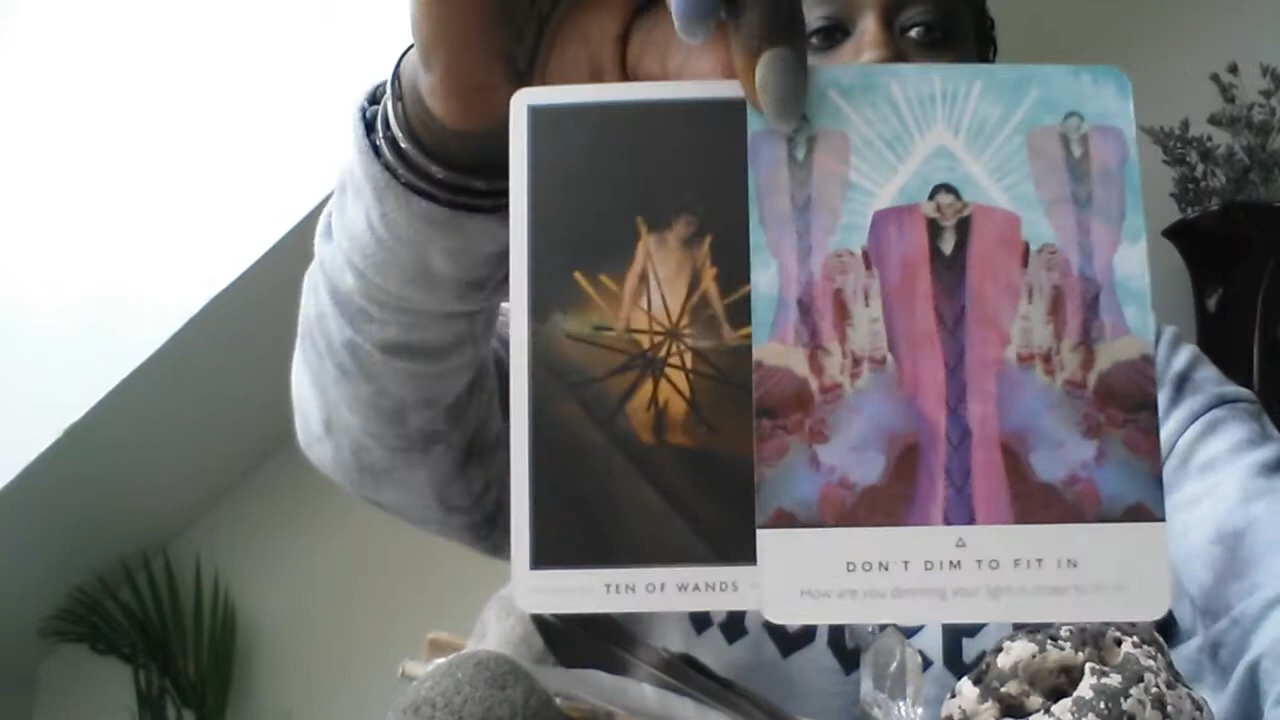 TEN OF WANDS
DON'T DIM TO FIT IN
How are you dimming your light in order to fit in